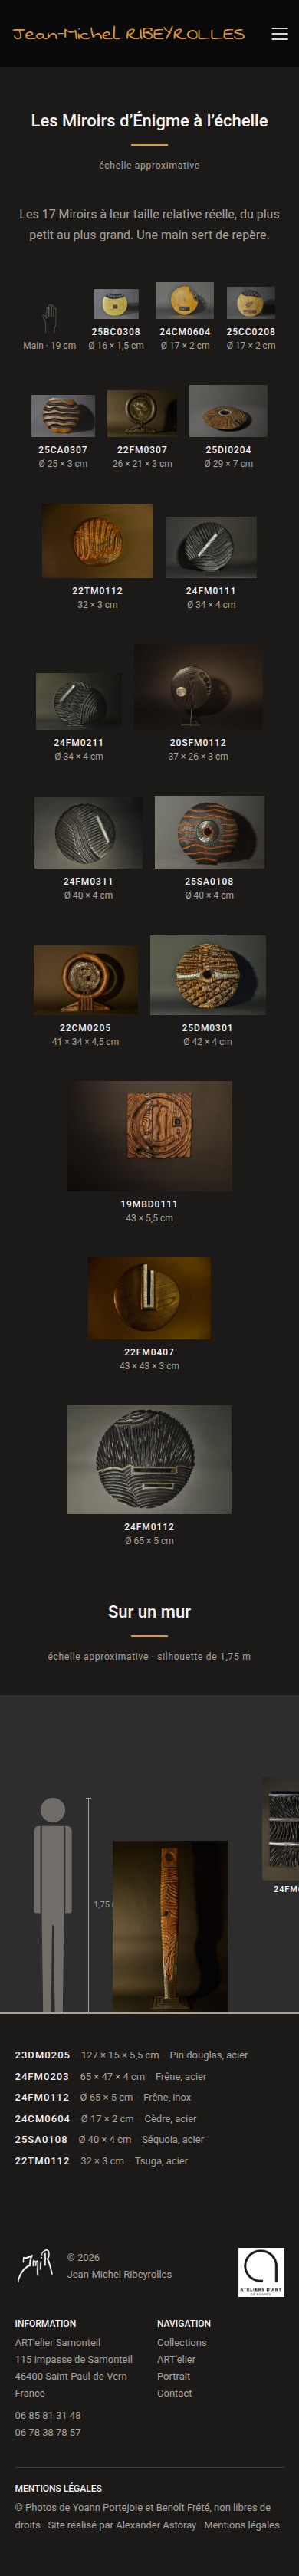 Jean-Michel RIBEYROLLES
Les Miroirs d'Énigme à l'échelle
échelle approximative
Les 17 Miroirs à leur taille relative réelle, du plus
petit au plus grand. Une main sert de repère.
Main · 19 cm
25BC0308
Ø 16 × 1,5 cm
24CM0604
Ø 17 × 2 cm
25CC0208
Ø 17 × 2 cm
25CA0307
Ø 25 × 3 cm
22FM0307
26 × 21 × 3 cm
25DI0204
Ø 29 × 7 cm
22TM0112
32 × 3 cm
24FM0111
Ø 34 × 4 cm
24FM0211
Ø 34 × 4 cm
20SFM0112
37 × 26 × 3 cm
24FM0311
Ø 40 × 4 cm
25SA0108
Ø 40 × 4 cm
22CM0205
41 × 34 × 4,5 cm
25DM0301
Ø 42 × 4 cm
19MBD0111
43 × 5,5 cm
22FM0407
43 × 43 × 3 cm
24FM0112
Ø 65 × 5 cm
Sur un mur
échelle approximative · silhouette de 1,75 m
1,75
24FM
23DM0205 127 × 15 × 5,5 cm Pin douglas, acier
24FM0203 65 × 47 × 4 cm Frêne, acier
24FM0112 Ø 65 × 5 cm Frêne, inox
24CM0604 Ø 17 × 2 cm Cèdre, acier
25SA0108 Ø 40 × 4 cm Séquoia, acier
22TM0112 32 × 3 cm Tsuga, acier
JMR
© 2026
Jean-Michel Ribeyrolles
ATELIERS D'ART
DE FRANCE
INFORMATION
ART'elier Samonteil
115 impasse de Samonteil
46400 Saint-Paul-de-Vern
France
06 85 81 31 48
06 78 38 78 57
NAVIGATION
Collections
ART'elier
Portrait
Contact
MENTIONS LÉGALES
© Photos de Yoann Portejoie et Benoît Frété, non libres de
droits Site réalisé par Alexander Astoray Mentions légales